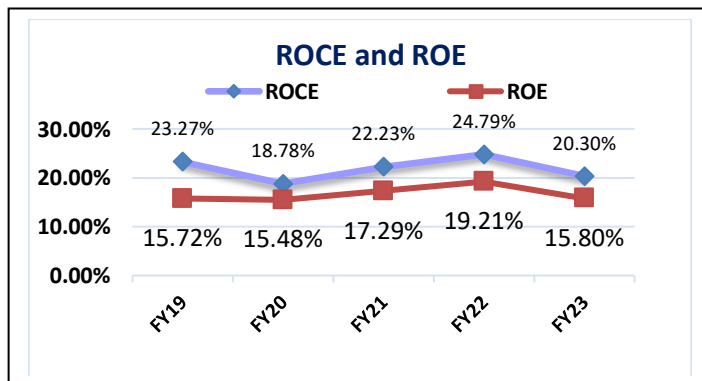 ROCE and ROE
ROCE ROE
30.00%
20.00%
10.00%
0.00%
23.27% 18.78% 22.23% 24.79% 20.30%
15.72% 15.48% 17.29% 19.21% 15.80%
FY19 FY20 FY21 FY22 FY23